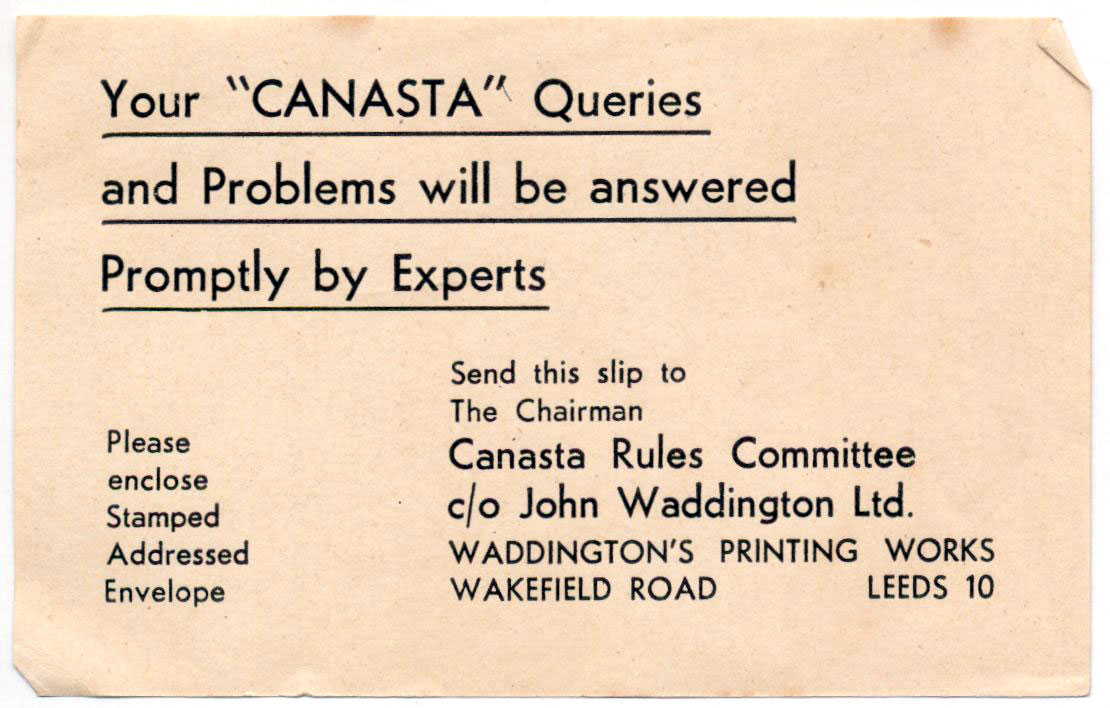 Your "CANASTA" Queries
and Problems will be answered
Promptly by Experts
Send this slip to
The Chairman
Canasta Rules Committee
c/o John Waddington Ltd.
WADDINGTON'S PRINTING WORKS
WAKEFIELD ROAD LEEDS 10
Please
enclose
Stamped
Addressed
Envelope